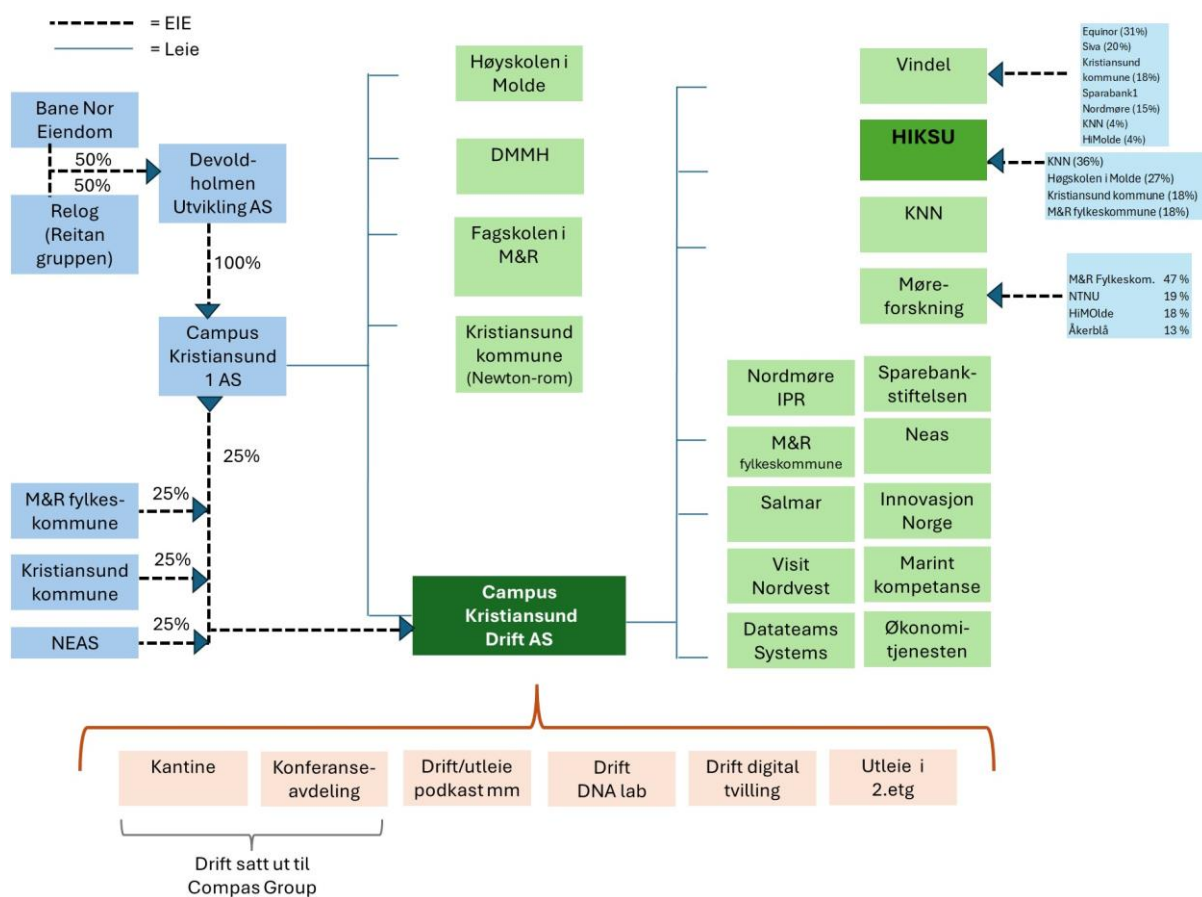 = EIE
= Leie
Bane Nor
Eiendom
50%
50%
Relog
(Reitan
gruppen)
Devold-
holmen
Utvikling AS
100%
Campus
Kristiansund
1 AS
25%
M&R fylkes-
kommune
25%
Kristiansund
kommune
25%
NEAS
25%
Høyskolen i
Molde
DMMH
Fagskolen i
M&R
Kristiansund
kommune
(Newton-rom)
Campus
Kristiansund
Drift AS
Vindel
HIKSU
KNN
Møre-
forskning
Equinor (31%)
Siva (20%)
Kristiansund
kommune (18%)
Sparabank1
Nordmøre (15%)
KNN (4%)
HiMolde (4%)
KNN (36%)
Høgskolen i Molde (27%)
Kristiansund kommune (18%)
M&R fylkeskommune (18%)
M&R Fylkeskom. 47 %
NTNU 19 %
HiMOlde 18 %
Åkerblå 13 %
Nordmøre
IPR
Sparebank-
stiftelsen
M&R
fylkeskommune
Neas
Salmar
Innovasjon
Norge
Visit
Nordvest
Marint
kompetanse
Datateams
Systems
Økonomi-
tjenesten
Kantine
Konferanse-
avdeling
Drift/utleie
podkast mm
Drift
DNA lab
Drift digital
tvilling
Utleie i
2.etg
Drift satt ut til
Compas Group